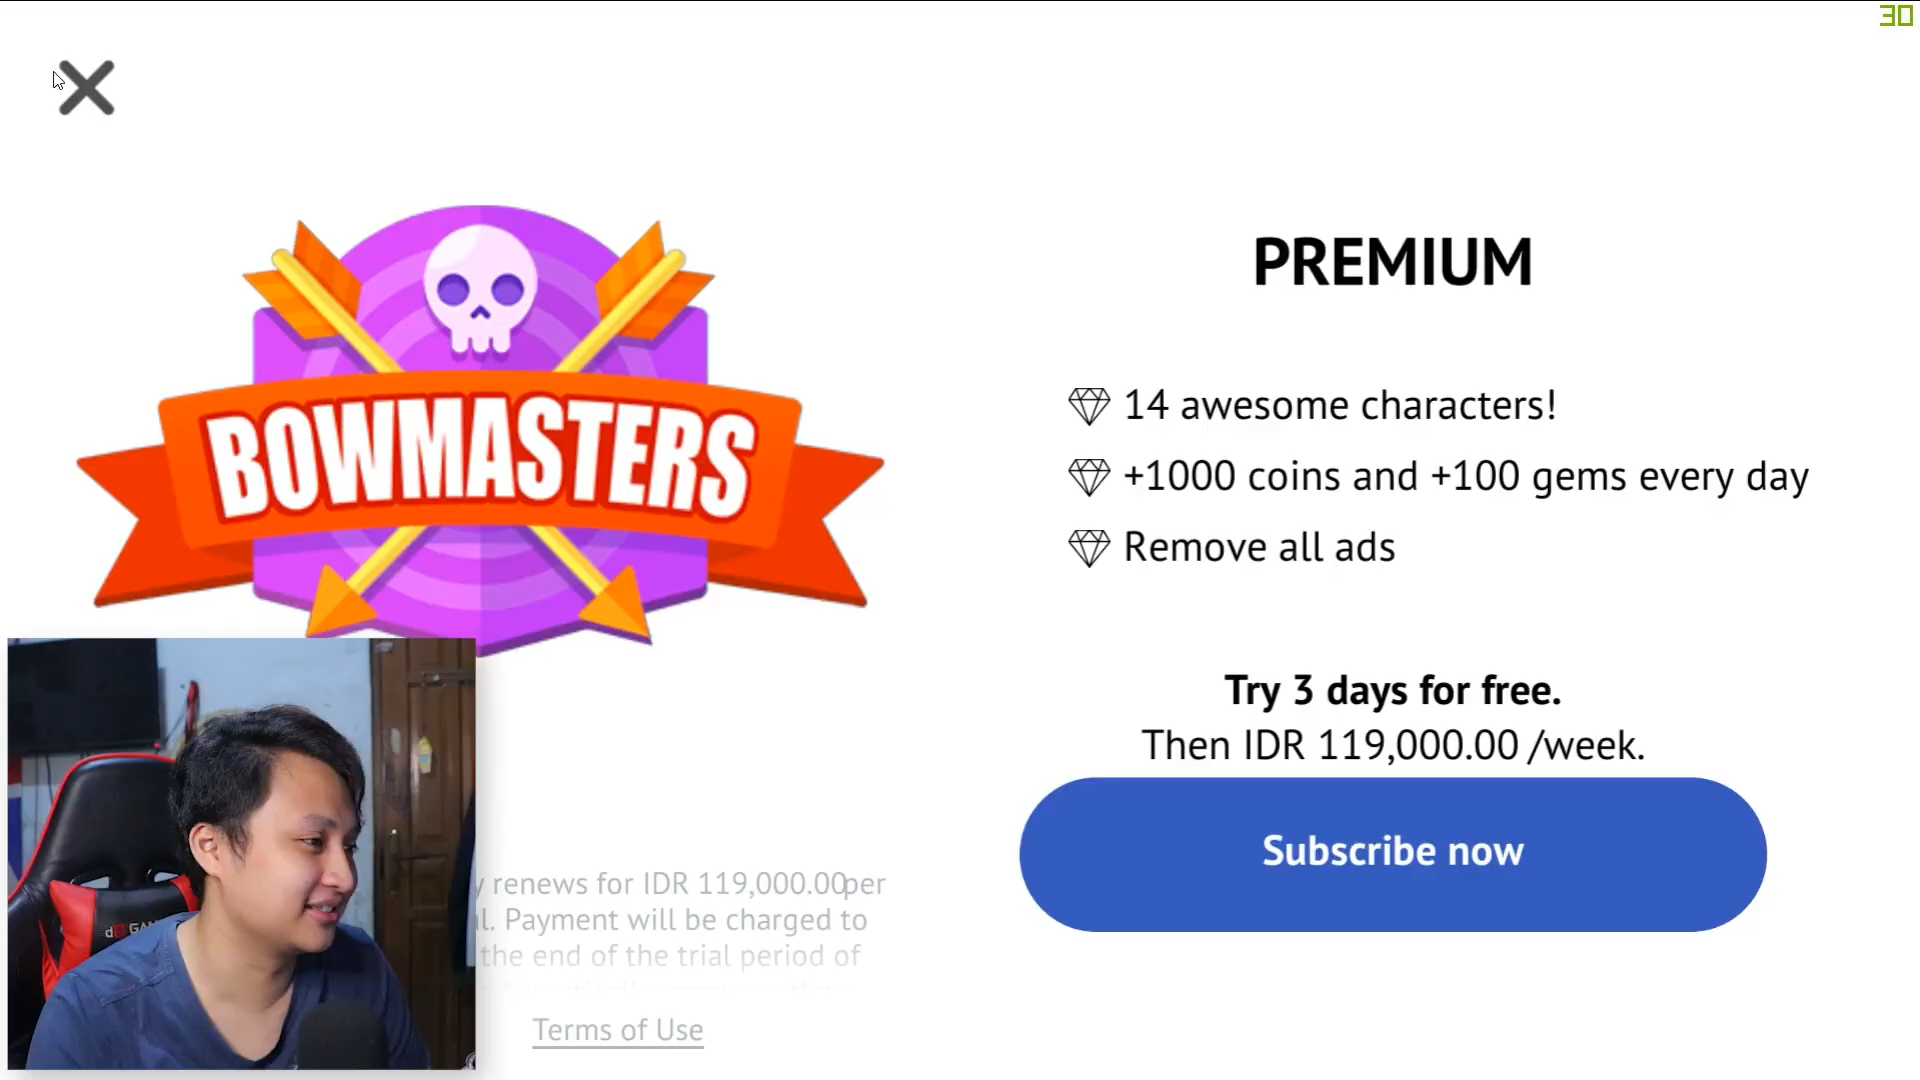 30
BOWMASTERS
PREMIUM
14 awesome characters!
+1000 coins and +100 gems every day
Remove all ads
Try 3 days for free.
Then IDR 119,000.00 /week.
Subscribe now
renews for IDR 119,000.00per
Payment will be charged to
the end of the trial period of
Terms of Use